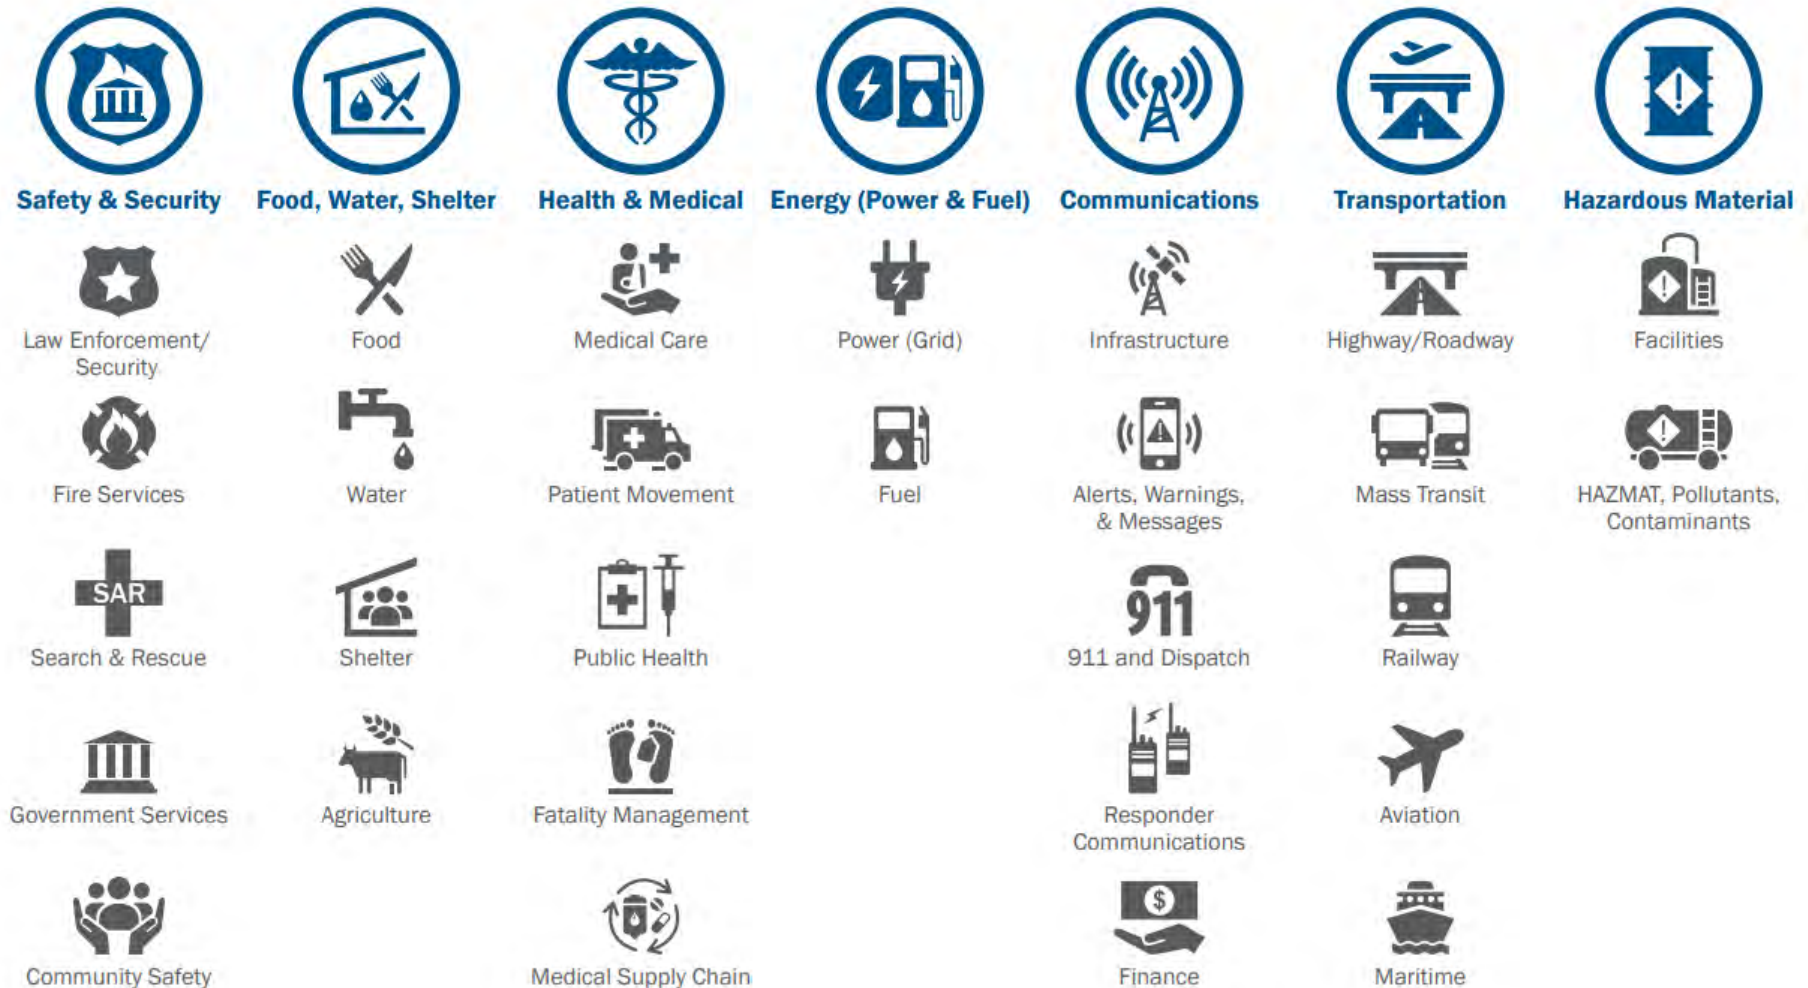 Safety & Security
Food, Water, Shelter
Health & Medical
Energy (Power & Fuel)
Communications
Transportation
Hazardous Material
Law Enforcement/
Security
Food
Medical Care
Power (Grid)
Infrastructure
Highway/Roadway
Facilities
Fire Services
Water
Patient Movement
Fuel
Alerts, Warnings,
& Messages
Mass Transit
HAZMAT, Pollutants,
Contaminants
SAR
Search & Rescue
Shelter
Public Health
911
911 and Dispatch
Railway
Government Services
Agriculture
Fatality Management
Responder
Communications
Aviation
Community Safety
Medical Supply Chain
$
Finance
Maritime